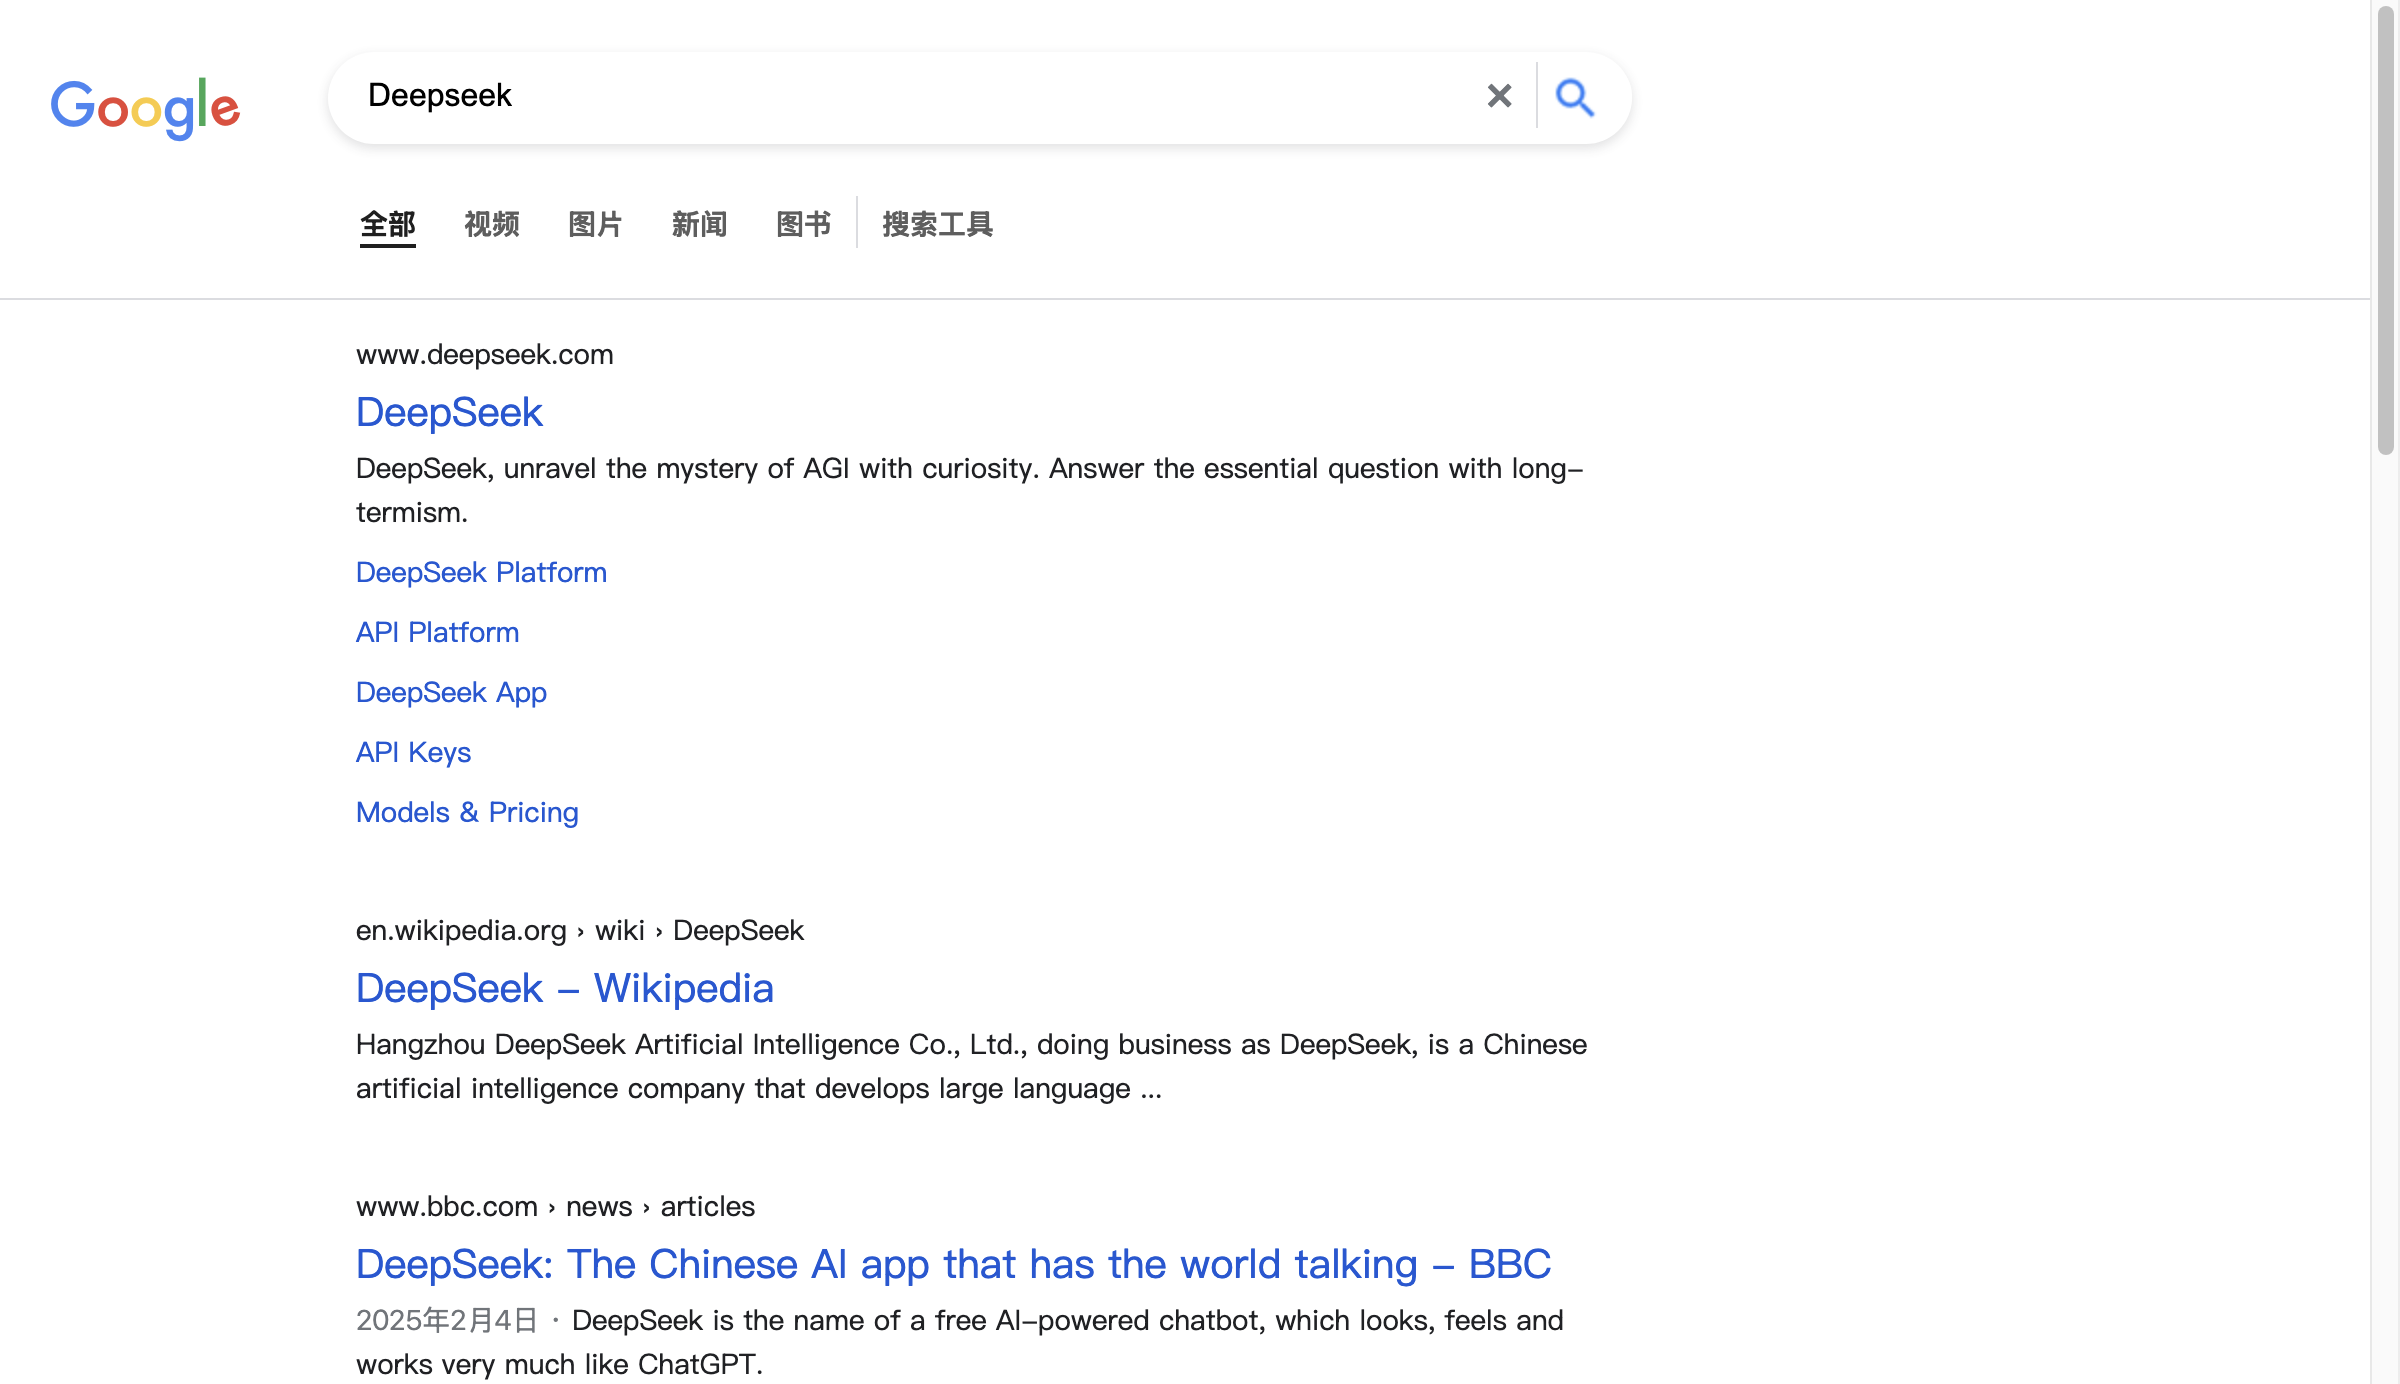 Google
Deepseek
全部 视频 图片 新闻 图书 搜索工具
www.deepseek.com
DeepSeek
DeepSeek, unravel the mystery of AGI with curiosity. Answer the essential question with long-
termism.
DeepSeek Platform
API Platform
DeepSeek App
API Keys
Models & Pricing
en.wikipedia.org › wiki › DeepSeek
DeepSeek – Wikipedia
Hangzhou DeepSeek Artificial Intelligence Co., Ltd., doing business as DeepSeek, is a Chinese
artificial intelligence company that develops large language ...
www.bbc.com › news › articles
DeepSeek: The Chinese AI app that has the world talking – BBC
2025年2月4日 · DeepSeek is the name of a free AI-powered chatbot, which looks, feels and
works very much like ChatGPT.